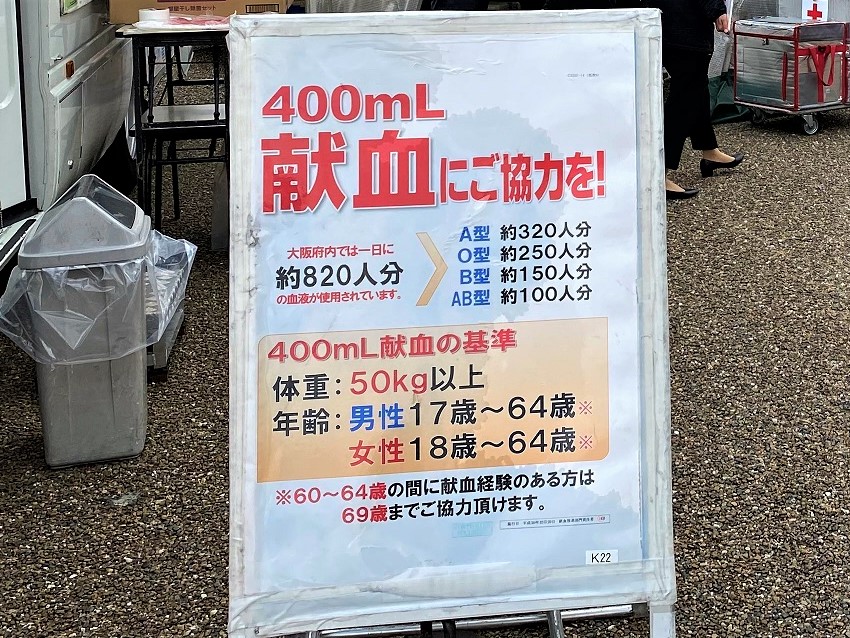 400mL
献血にご協力を!
大阪府内では一日に
約820人分
の血液が使用されています。
A型 約320人分
O型 約250人分
B型 約150人分
AB型 約100人分
400mL献血の基準
体重:50kg以上
年齢:男性17歳～64歳※
女性18歳～64歳※
※60～64歳の間に献血経験のある方は
69歳までご協力頂けます。
K22